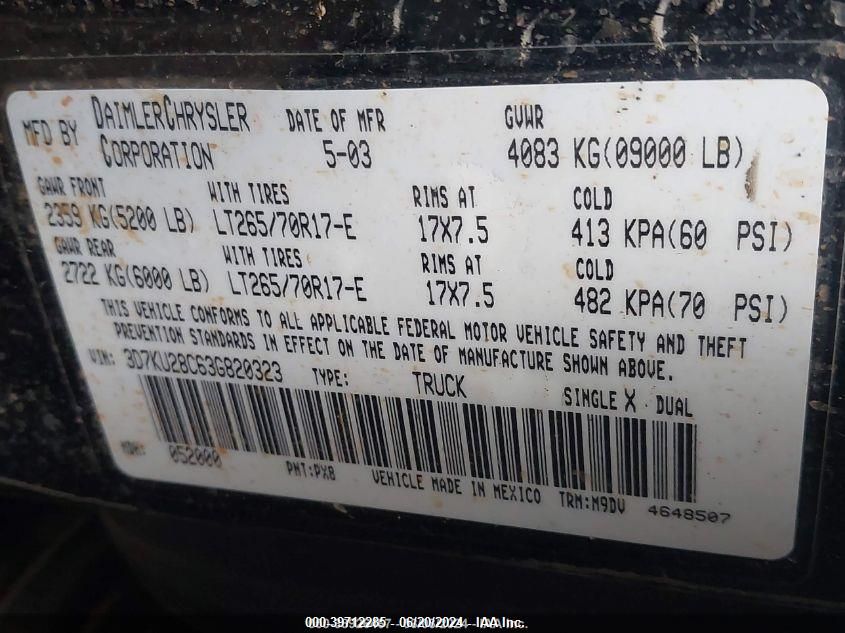 MFD BY DAIMLERCHRYSLER CORPORATION
DATE OF MFR 5-03
GVWR 4083 KG(09000 LB)
GAWR FRONT WITH TIRES RIMS AT COLD
2359 KG(5200 LB) LT265/70R17-E 17X7.5 413 KPA(60 PSI)
GAWR REAR WITH TIRES RIMS AT COLD
2722 KG(6000 LB) LT265/70R17-E 17X7.5 482 KPA(70 PSI)
THIS VEHICLE CONFORMS TO ALL APPLICABLE FEDERAL MOTOR VEHICLE SAFETY AND THEFT
PREVENTION STANDARDS IN EFFECT ON THE DATE OF MANUFACTURE SHOWN ABOVE.
VIN: 3D7KU28C63G820323 TYPE: TRUCK SINGLE X DUAL
MDH: 052000
PNT:PX8 VEHICLE MADE IN MEXICO TRM:M9DV 4648507
000-39712285 06/20/2024 IAA Inc.